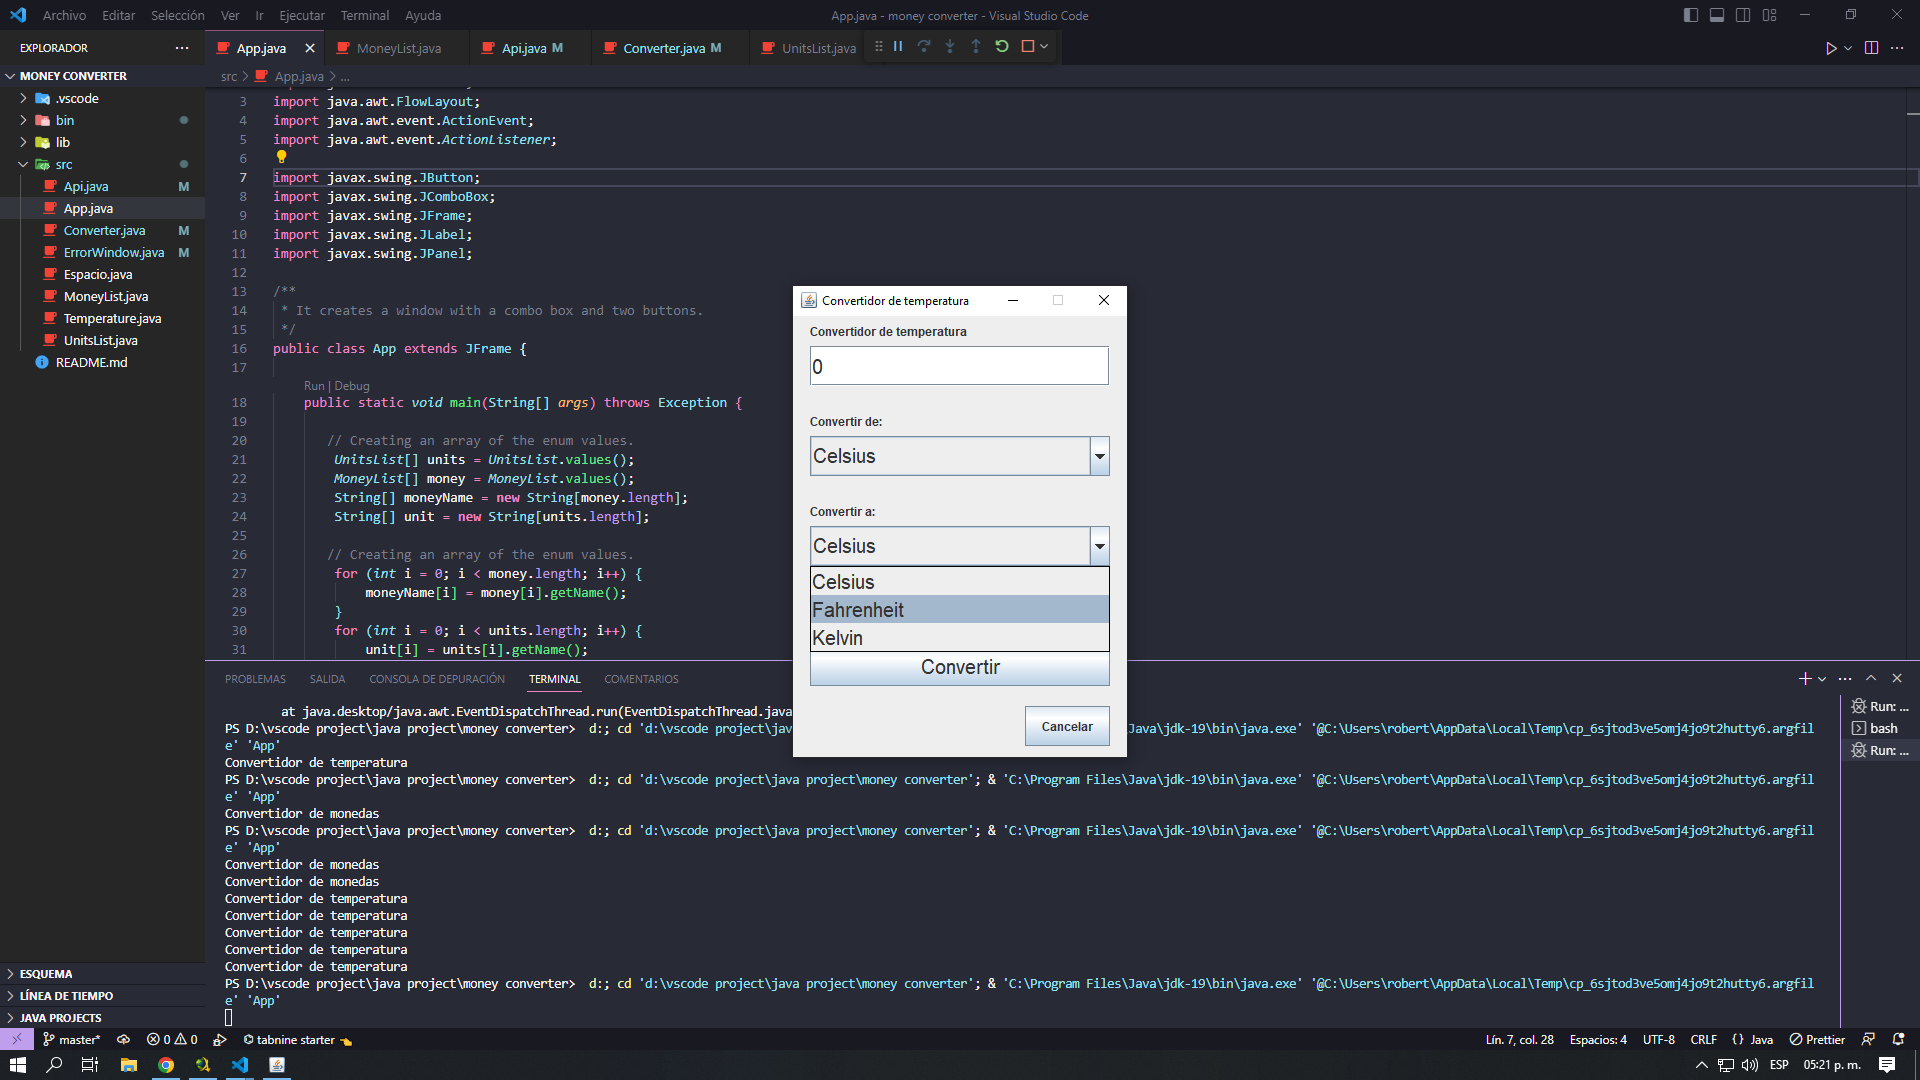 Archivo Editar Selección Ver Ir Ejecutar Terminal Ayuda
App.java - money converter - Visual Studio Code
EXPLORADOR
App.java
MoneyList.java
Api.java M
Converter.java M
UnitsList.java
MONEY CONVERTER
.vscode
bin
lib
src
Api.java M
App.java
Converter.java M
ErrorWindow.java M
Espacio.java
MoneyList.java
Temperature.java
UnitsList.java
README.md
ESQUEMA
LÍNEA DE TIEMPO
JAVA PROJECTS
src > App.java > ...
3 import java.awt.FlowLayout;
4 import java.awt.event.ActionEvent;
5 import java.awt.event.ActionListener;
6
7 import javax.swing.JButton;
8 import javax.swing.JComboBox;
9 import javax.swing.JFrame;
10 import javax.swing.JLabel;
11 import javax.swing.JPanel;
12
13 /**
14 * It creates a window with a combo box and two buttons.
15 */
16 public class App extends JFrame {
17
Run | Debug
18 public static void main(String[] args) throws Exception {
19
20 // Creating an array of the enum values.
21 UnitsList[] units = UnitsList.values();
22 MoneyList[] money = MoneyList.values();
23 String[] moneyName = new String[money.length];
24 String[] unit = new String[units.length];
25
26 // Creating an array of the enum values.
27 for (int i = 0; i < money.length; i++) {
28 moneyName[i] = money[i].getName();
29 }
30 for (int i = 0; i < units.length; i++) {
31 unit[i] = units[i].getName();
Convertidor de temperatura
Convertidor de temperatura
0
Convertir de:
Celsius
Convertir a:
Celsius
Celsius
Fahrenheit
Kelvin
Convertir
Cancelar
PROBLEMAS SALIDA CONSOLA DE DEPURACIÓN TERMINAL COMENTARIOS
at java.desktop/java.awt.EventDispatchThread.run(EventDispatchThread.java
PS D:\vscode project\java project\money converter> d:; cd 'd:\vscode project\jav a\jdk-19\bin\java.exe' '@C:\Users\robert\AppData\Local\Temp\cp_6sjtod3ve5omj4jo9t2hutty6.argfil
e' 'App'
Convertidor de temperatura
PS D:\vscode project\java project\money converter> d:; cd 'd:\vscode project\java project\money converter'; & 'C:\Program Files\Java\jdk-19\bin\java.exe' '@C:\Users\robert\AppData\Local\Temp\cp_6sjtod3ve5omj4jo9t2hutty6.argfil
e' 'App'
Convertidor de monedas
PS D:\vscode project\java project\money converter> d:; cd 'd:\vscode project\java project\money converter'; & 'C:\Program Files\Java\jdk-19\bin\java.exe' '@C:\Users\robert\AppData\Local\Temp\cp_6sjtod3ve5omj4jo9t2hutty6.argfil
e' 'App'
Convertidor de monedas
Convertidor de monedas
Convertidor de temperatura
Convertidor de temperatura
Convertidor de temperatura
Convertidor de temperatura
Convertidor de temperatura
PS D:\vscode project\java project\money converter> d:; cd 'd:\vscode project\java project\money converter'; & 'C:\Program Files\Java\jdk-19\bin\java.exe' '@C:\Users\robert\AppData\Local\Temp\cp_6sjtod3ve5omj4jo9t2hutty6.argfil
e' 'App'
Run: ...
bash
Run: ...
master* 0 0 tabnine starter Lín. 7, col. 28 Espacios: 4 UTF-8 CRLF {} Java Prettier
ESP 05:21 p. m.